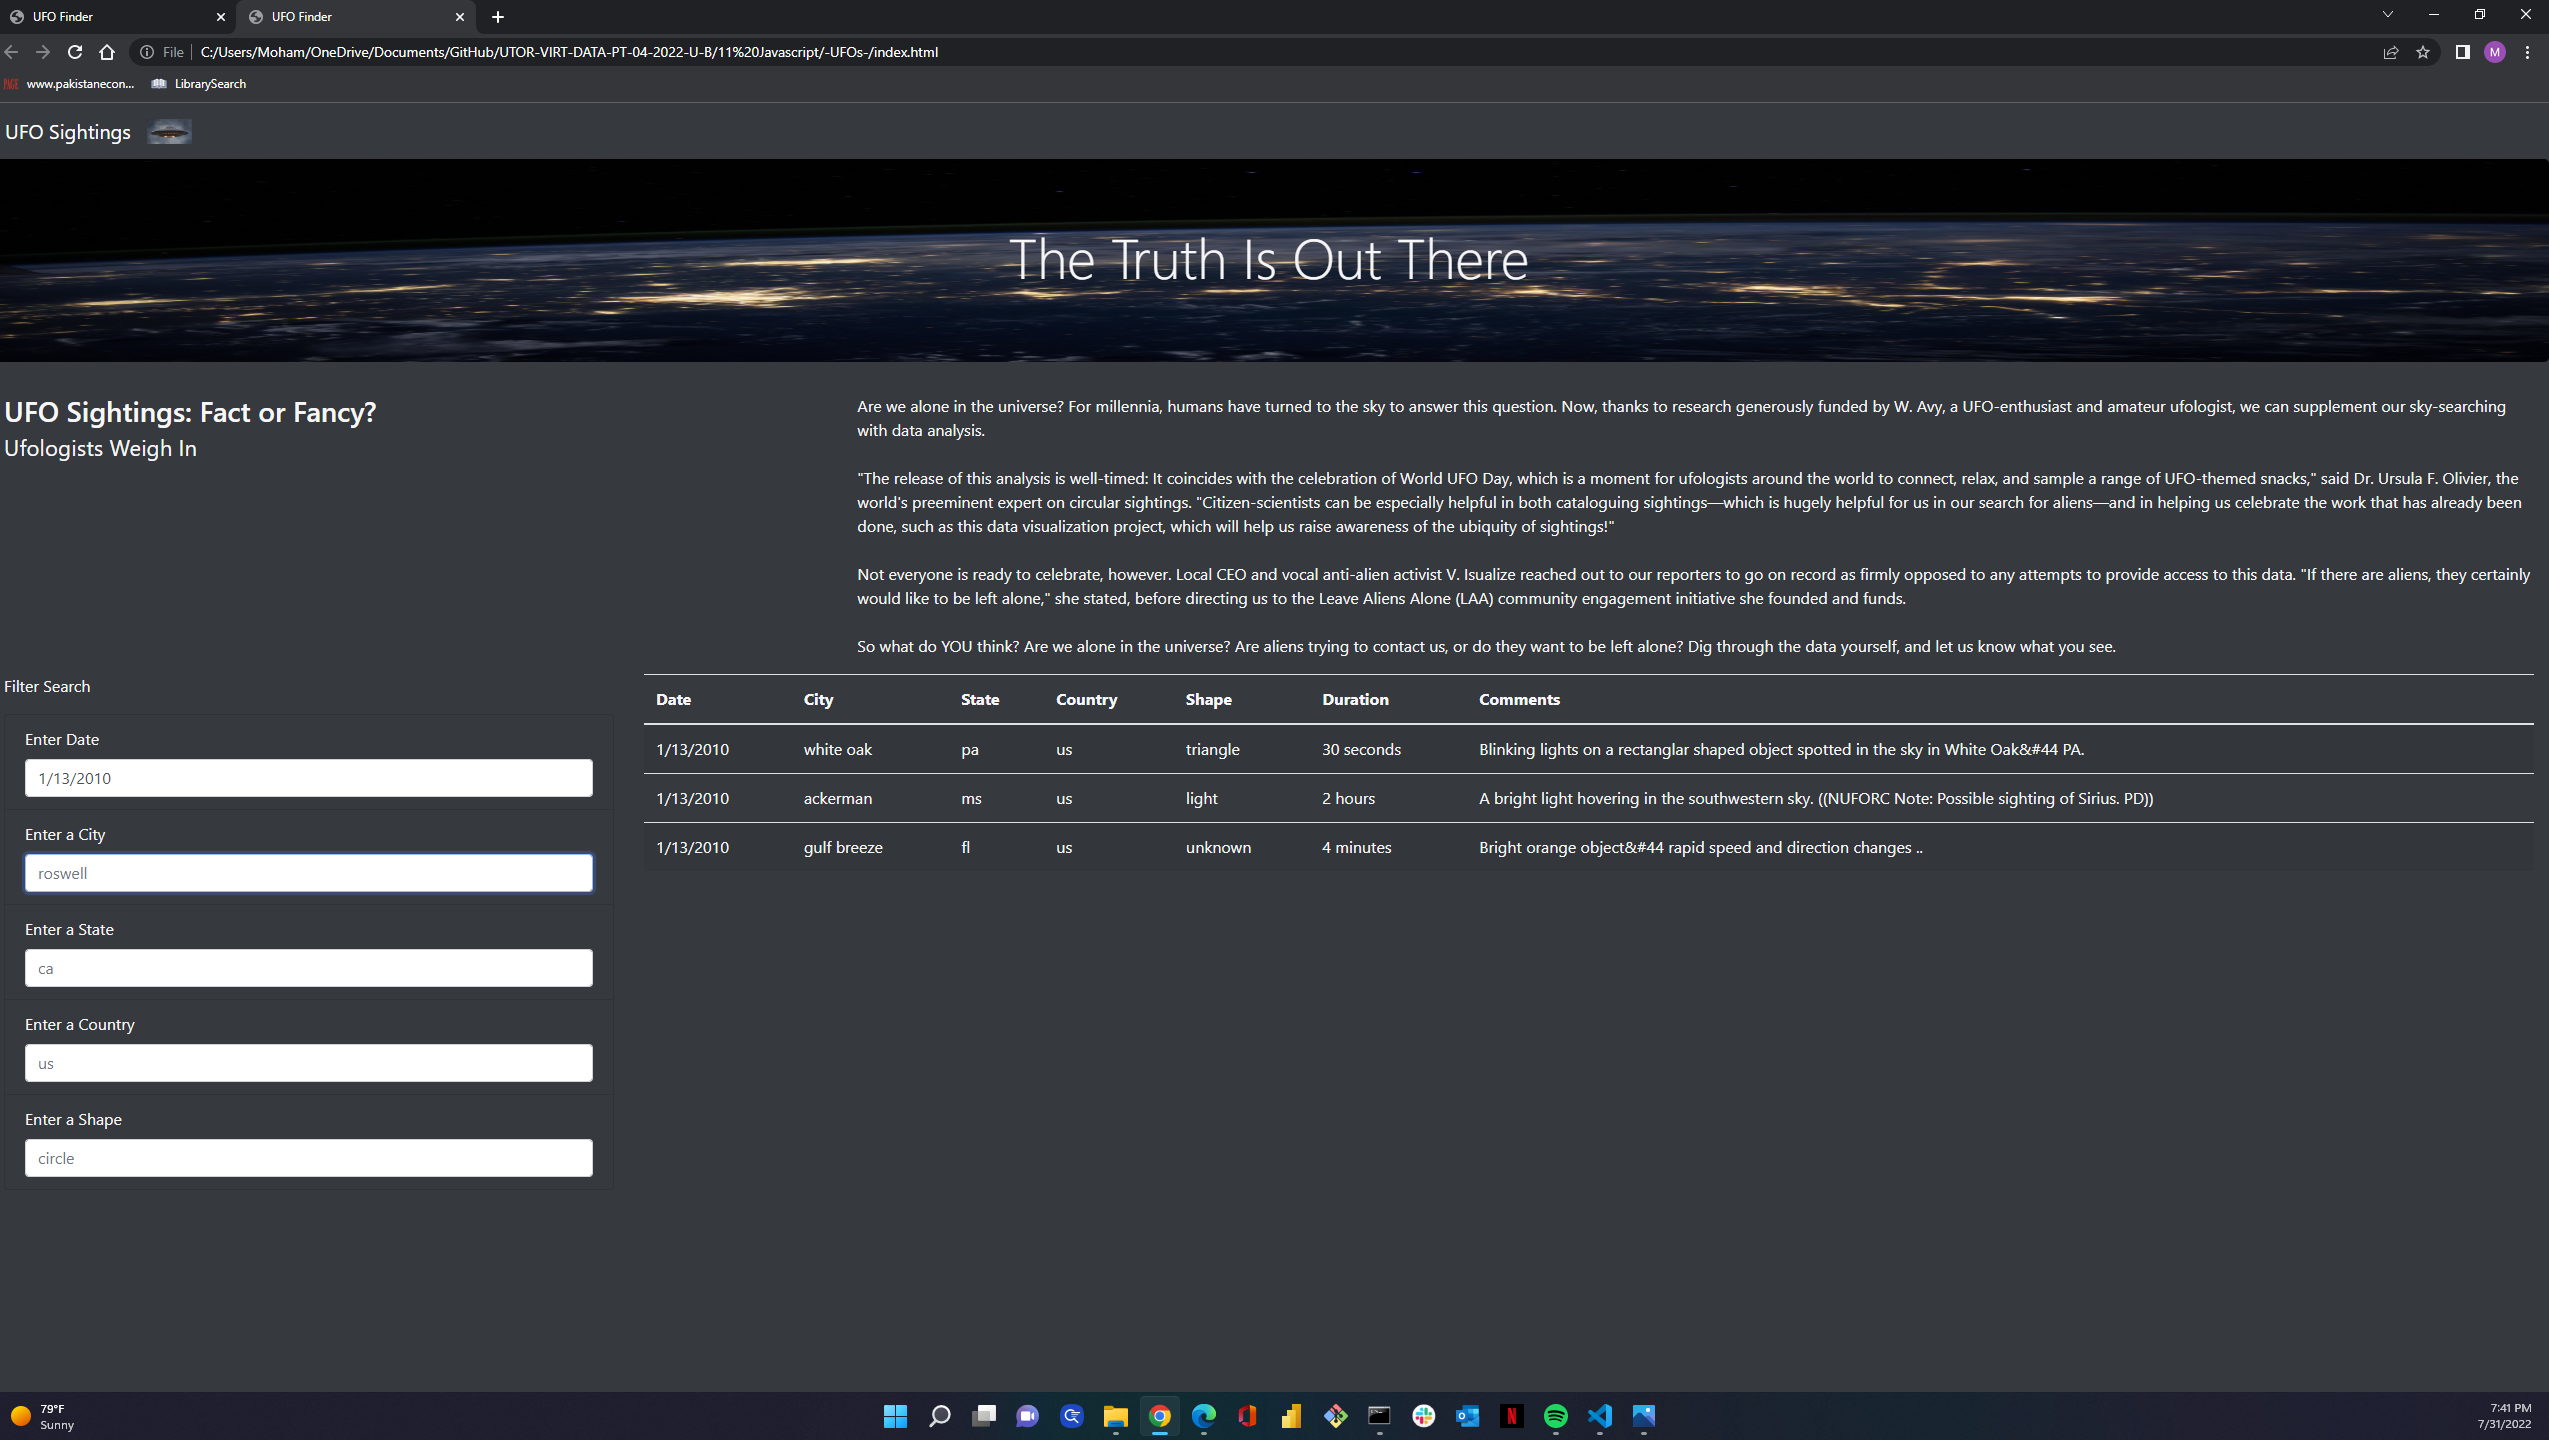 UFO Finder
UFO Finder
File
C:/Users/Moham/OneDrive/Documents/GitHub/UTOR-VIRT-DATA-PT-04-2022-U-B/11%20Javascript/-UFOs-/index.html
M
PAGE
www.pakistanecon...
LibrarySearch
UFO Sightings
The Truth Is Out There
UFO Sightings: Fact or Fancy?
Ufologists Weigh In
Are we alone in the universe? For millennia, humans have turned to the sky to answer this question. Now, thanks to research generously funded by W. Avy, a UFO-enthusiast and amateur ufologist, we can supplement our sky-searching
with data analysis.
"The release of this analysis is well-timed: It coincides with the celebration of World UFO Day, which is a moment for ufologists around the world to connect, relax, and sample a range of UFO-themed snacks," said Dr. Ursula F. Olivier, the
world's preeminent expert on circular sightings. "Citizen-scientists can be especially helpful in both cataloguing sightings—which is hugely helpful for us in our search for aliens—and in helping us celebrate the work that has already been
done, such as this data visualization project, which will help us raise awareness of the ubiquity of sightings!"
Not everyone is ready to celebrate, however. Local CEO and vocal anti-alien activist V. Isualize reached out to our reporters to go on record as firmly opposed to any attempts to provide access to this data. "If there are aliens, they certainly
would like to be left alone," she stated, before directing us to the Leave Aliens Alone (LAA) community engagement initiative she founded and funds.
So what do YOU think? Are we alone in the universe? Are aliens trying to contact us, or do they want to be left alone? Dig through the data yourself, and let us know what you see.
Filter Search
Enter Date
1/13/2010
Enter a City
roswell
Enter a State
ca
Enter a Country
us
Enter a Shape
circle
Date City State Country Shape Duration Comments
1/13/2010 white oak pa us triangle 30 seconds Blinking lights on a rectanglar shaped object spotted in the sky in White Oak&#44 PA.
1/13/2010 ackerman ms us light 2 hours A bright light hovering in the southwestern sky. ((NUFORC Note: Possible sighting of Sirius. PD))
1/13/2010 gulf breeze fl us unknown 4 minutes Bright orange object&#44 rapid speed and direction changes ..
79°F
Sunny
N
7:41 PM
7/31/2022